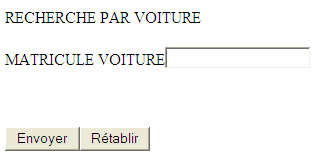 RECHERCHE PAR VOITURE
MATRICULE VOITURE
Envoyer Rétablir